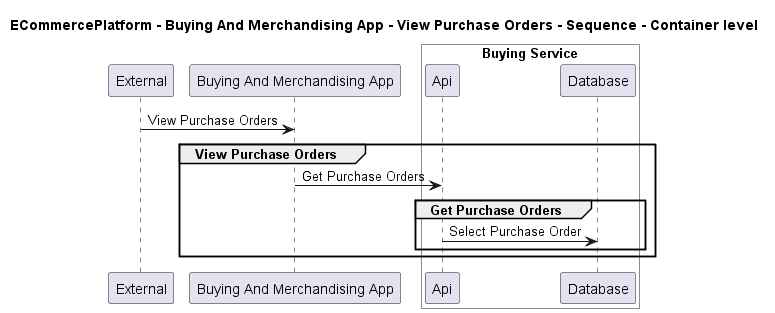 ECommercePlatform - Buying And Merchandising App - View Purchase Orders - Sequence - Container level
Buying Service
External
Buying And Merchandising App
Api
Database
View Purchase Orders
View Purchase Orders
Get Purchase Orders
Get Purchase Orders
Select Purchase Order
External
Buying And Merchandising App
Api
Database